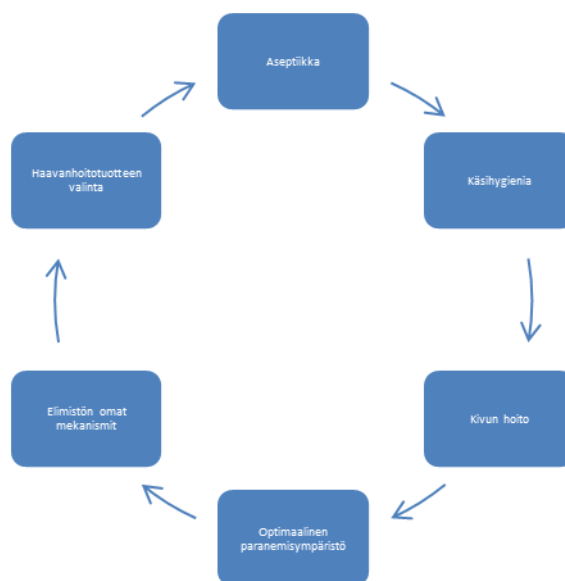 Aseptiikka
Käsihygienia
Kivun hoito
Optimaalinen
paranemisympäristö
Elimistön omat
mekanismit
Haavanhoitotuotteen
valinta